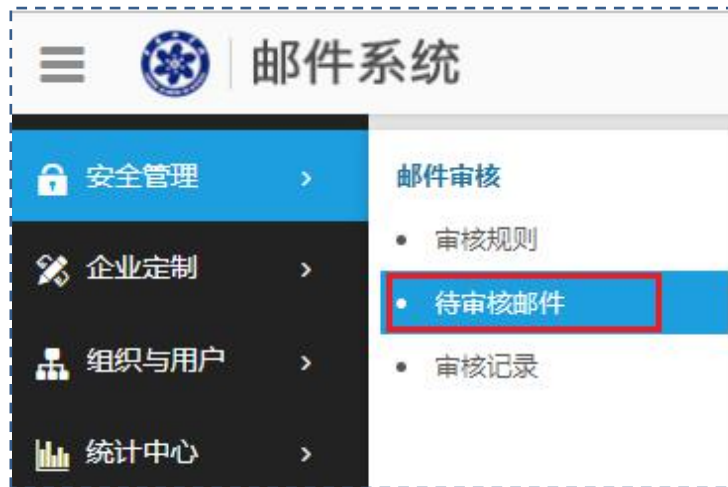 邮件系统
安全管理
企业定制
组织与用户
统计中心
邮件审核
审核规则
待审核邮件
审核记录